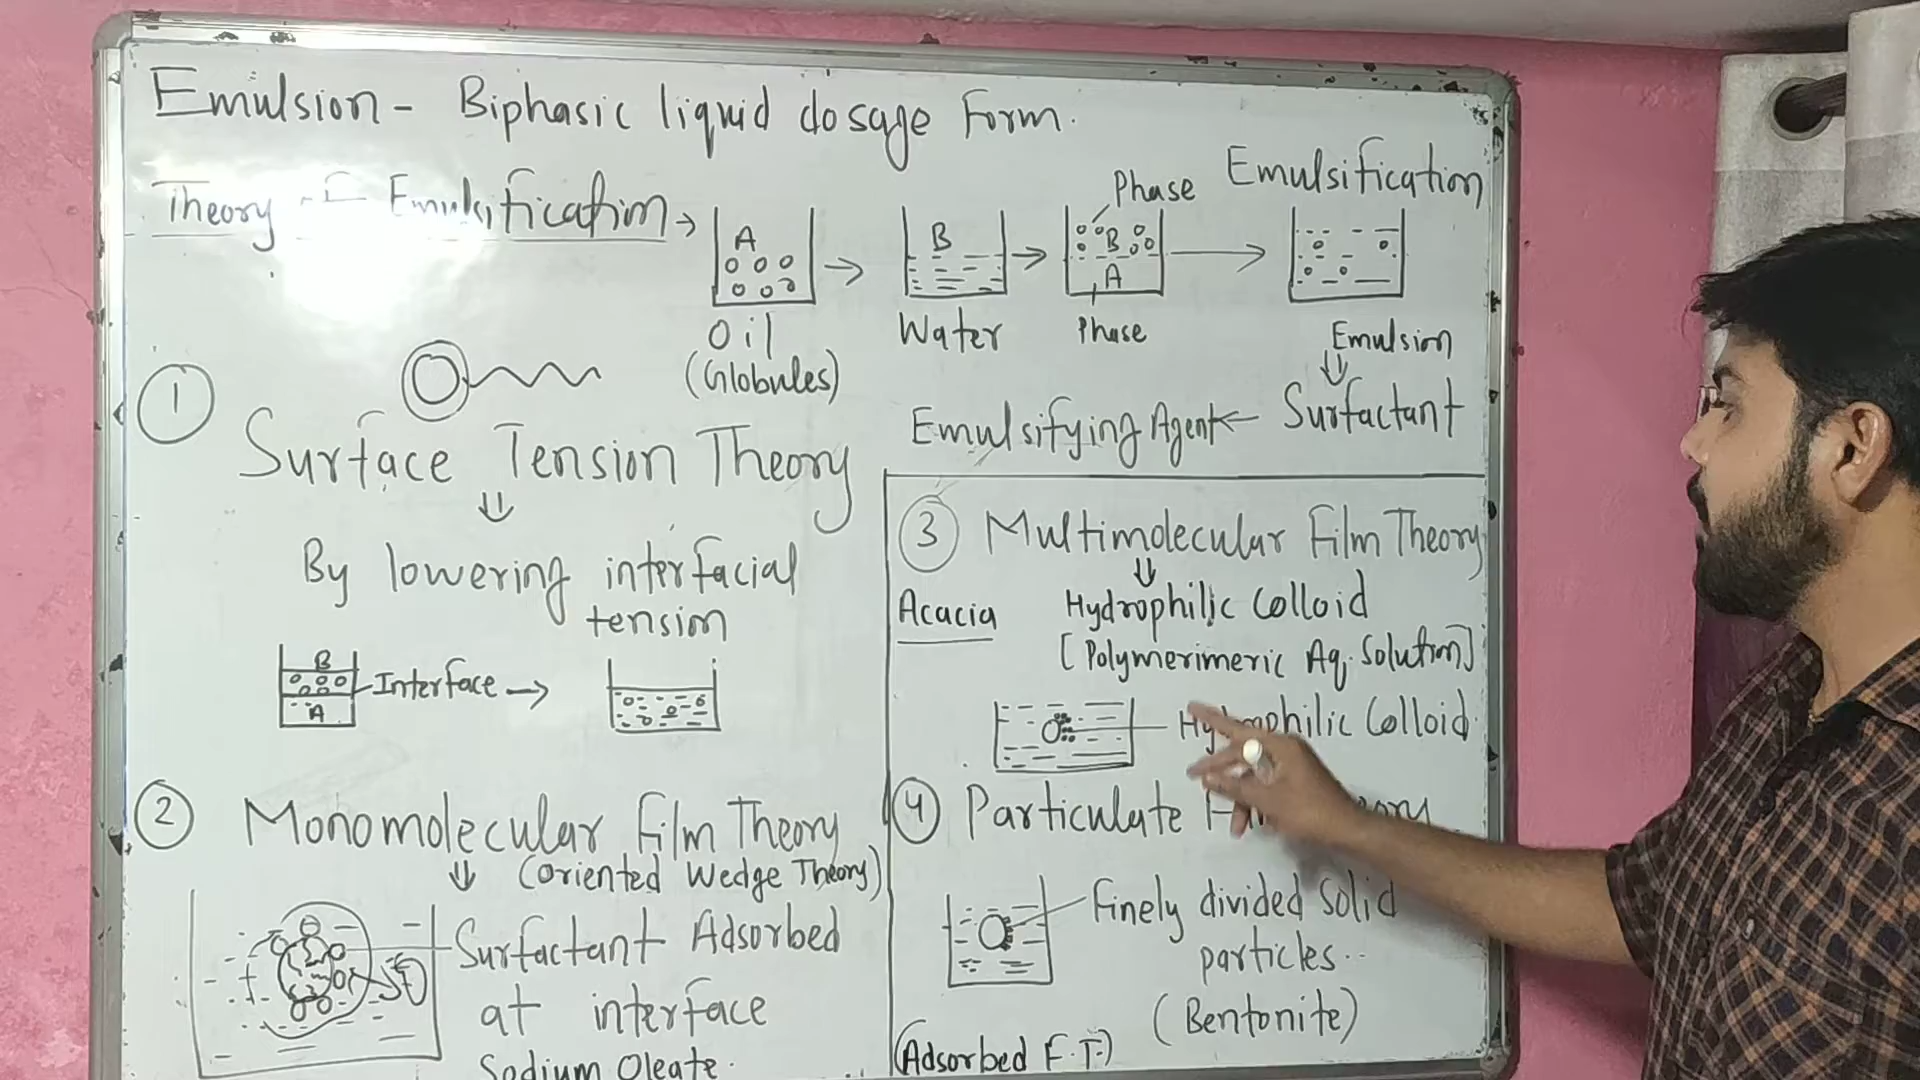 Emulsion - Biphasic liquid dosage Form.
Theory of Emulsification →
A
Oil
(Globules)
B
Water
Phase
B
A
Phase
Emulsification
Emulsion
Surfactant
Emulsifying Agent ←
1
Surface Tension Theory
By lowering interfacial
tension
B
A
Interface →
2
Monomolecular Film Theory
(Oriented Wedge Theory)
Surfactant Adsorbed
at interface
Sodium Oleate.
3 Multimolecular Film Theory
Acacia
Hydrophilic Colloid
[Polymerimeric Aq. Solution]
Hydrophilic Colloid
4 Particulate
Finely divided solid
particles..
(Bentonite)
(Adsorbed F.T.)